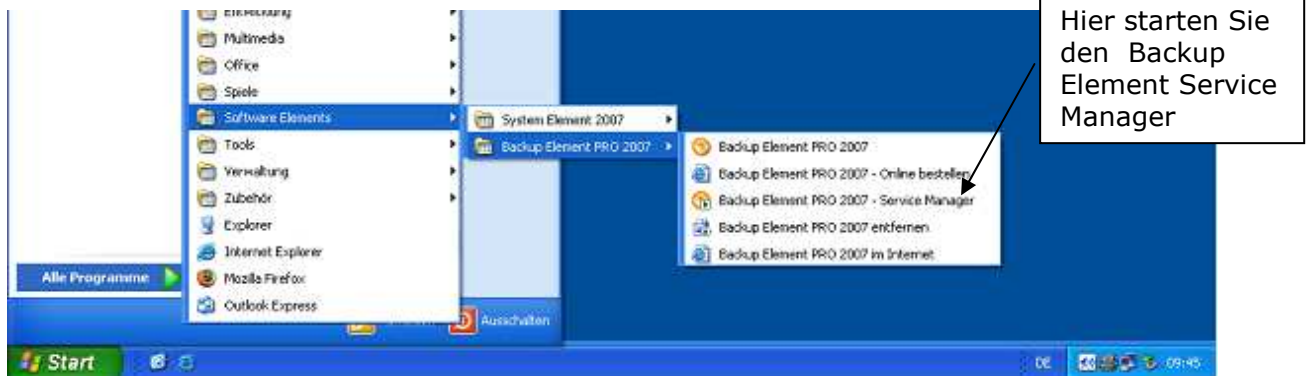 Hier starten Sie
den Backup
Element Service
Manager
Entwicklung
Multimedia
Office
Spiele
Software Elements
Tools
Verwaltung
Zubehör
Explorer
Internet Explorer
Mozilla Firefox
Outlook Express
System Element 2007
Backup Element PRO 2007
Backup Element PRO 2007
Backup Element PRO 2007 - Online bestellen
Backup Element PRO 2007 - Service Manager
Backup Element PRO 2007 entfernen
Backup Element PRO 2007 im Internet
Alle Programme
Ausschalten
Start
DE
09:45